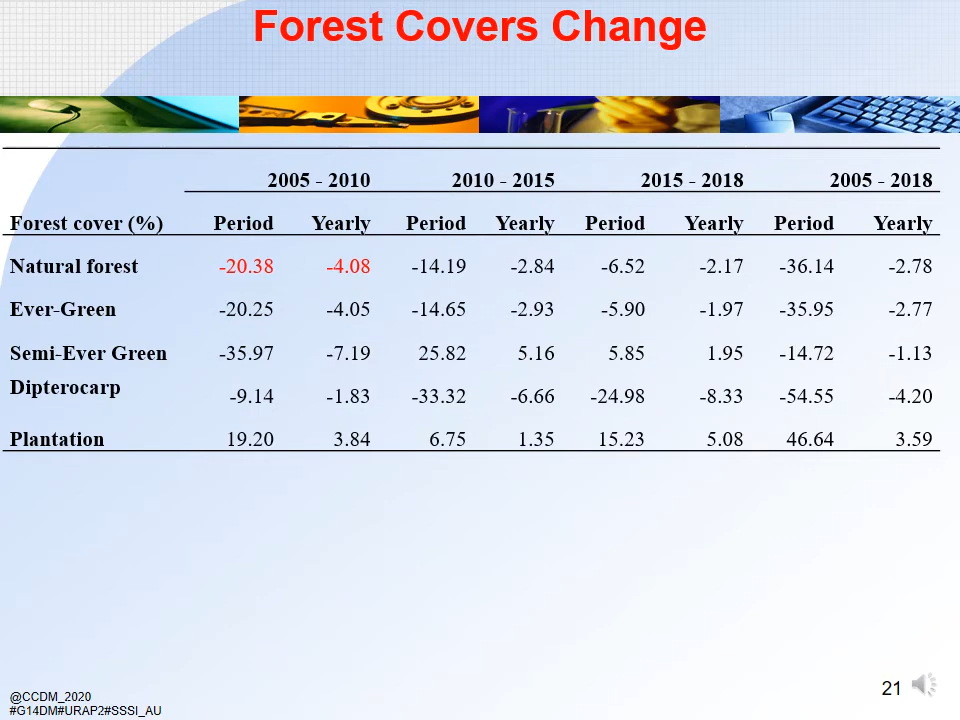 Forest Covers Change
2005 - 2010 2010 - 2015 2015 - 2018 2005 - 2018
Forest cover (%) Period Yearly Period Yearly Period Yearly Period Yearly
Natural forest -20.38 -4.08 -14.19 -2.84 -6.52 -2.17 -36.14 -2.78
Ever-Green -20.25 -4.05 -14.65 -2.93 -5.90 -1.97 -35.95 -2.77
Semi-Ever Green -35.97 -7.19 25.82 5.16 5.85 1.95 -14.72 -1.13
Dipterocarp -9.14 -1.83 -33.32 -6.66 -24.98 -8.33 -54.55 -4.20
Plantation 19.20 3.84 6.75 1.35 15.23 5.08 46.64 3.59
21
@CCDM_2020
#G14DM#URAP2#SSSI_AU